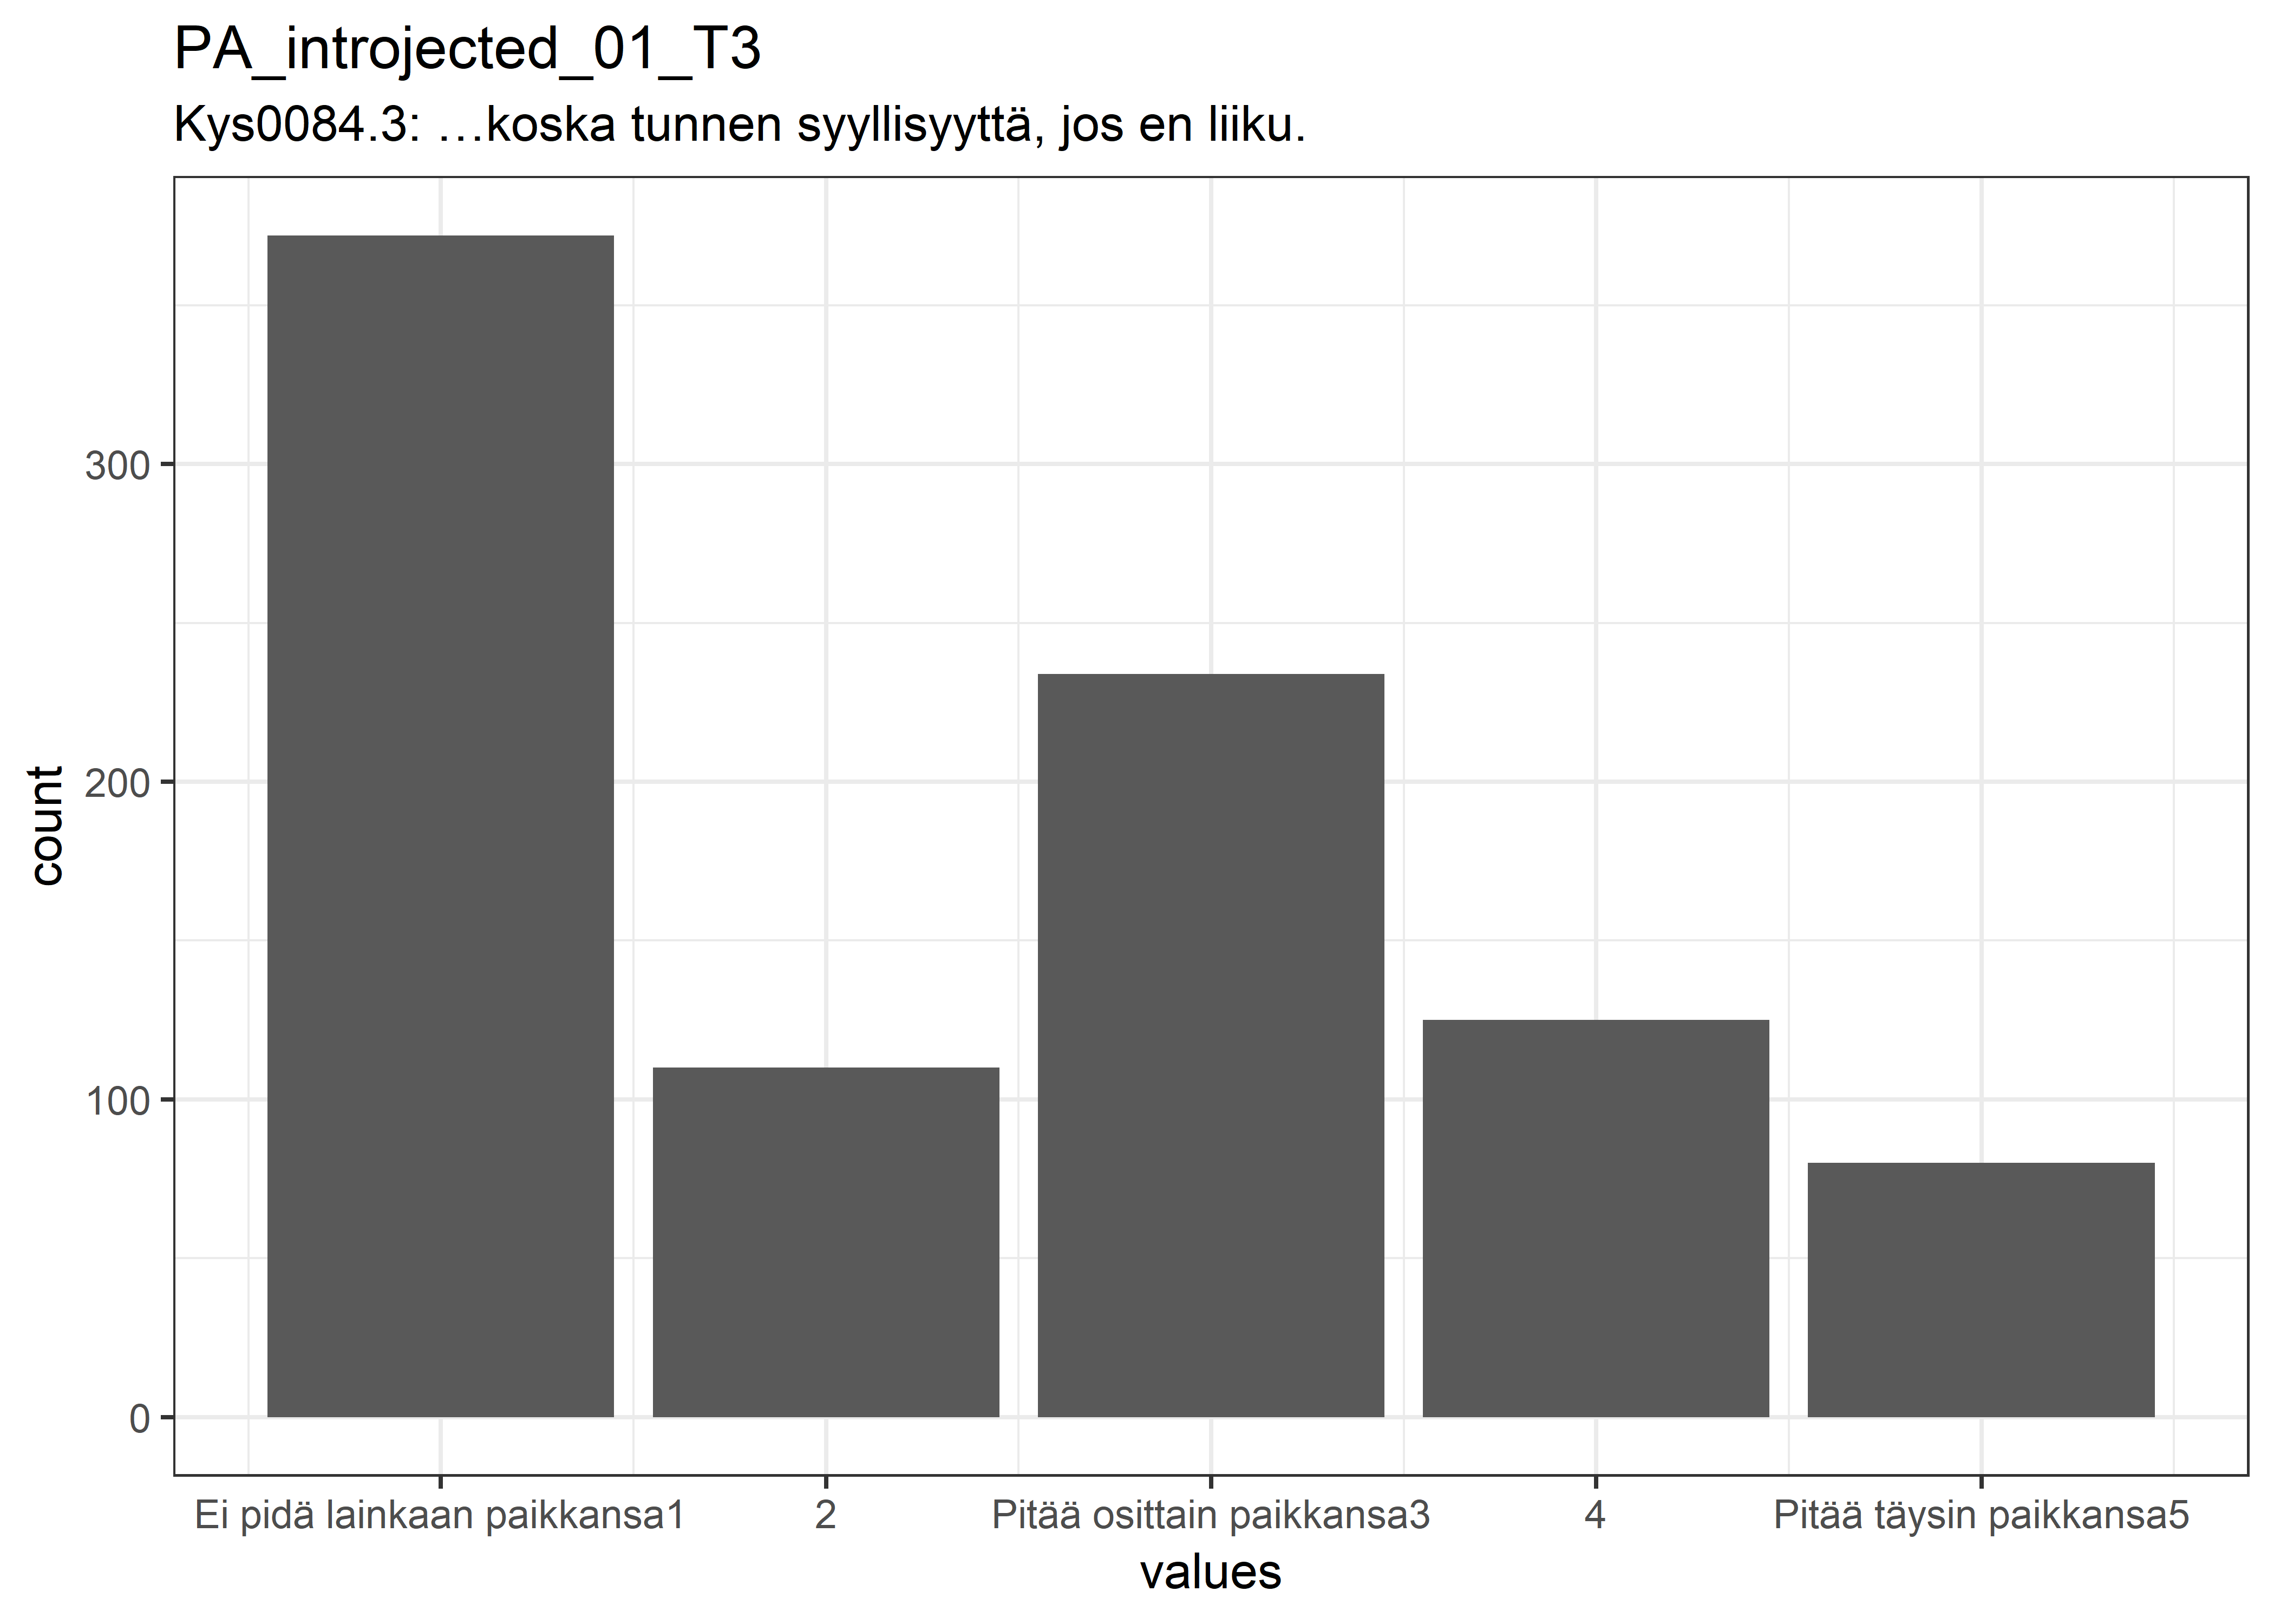 PA_introjected_01_T3
Kys0084.3: …koska tunnen syyllisyyttä, jos en liiku.
count
300
200
100
0
Ei pidä lainkaan paikkansa1
2
Pitää osittain paikkansa3
4
Pitää täysin paikkansa5
values